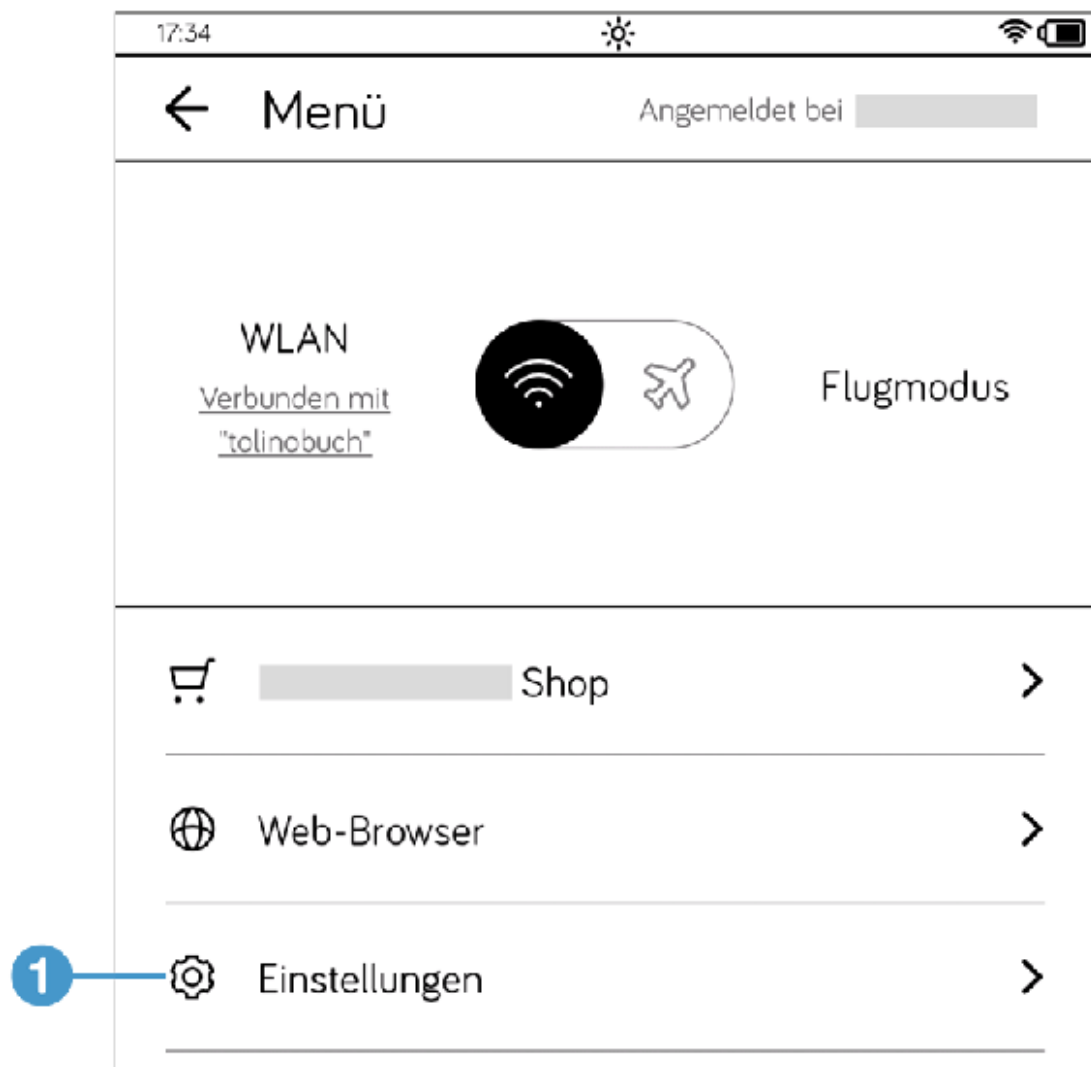 17:34
Menü
Angemeldet bei
WLAN
Verbunden mit
"tolinobuch"
Flugmodus
Shop
Web-Browser
1
Einstellungen